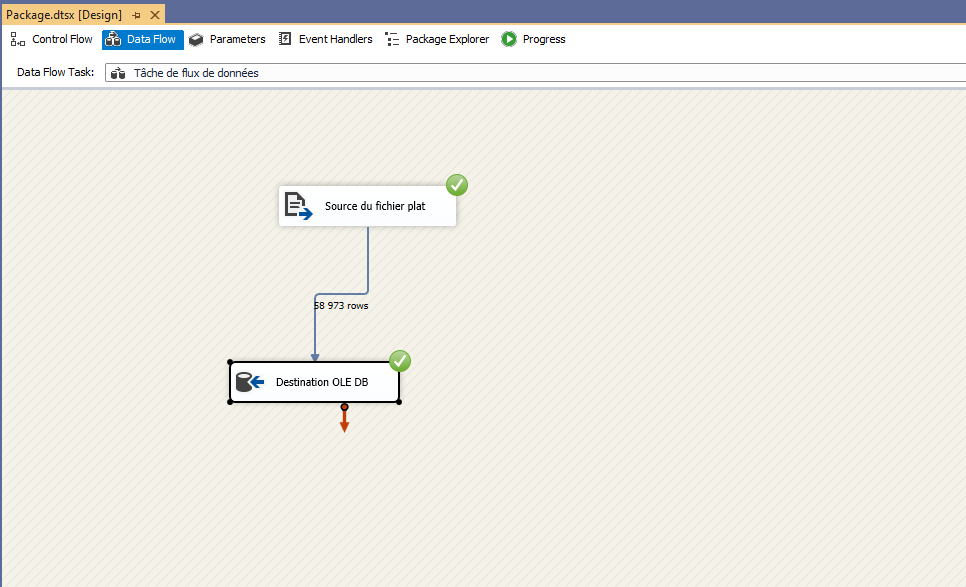 Package.dtsx [Design]
Control Flow Data Flow Parameters Event Handlers Package Explorer Progress
Data Flow Task: Tâche de flux de données
Source du fichier plat
58 973 rows
Destination OLE DB